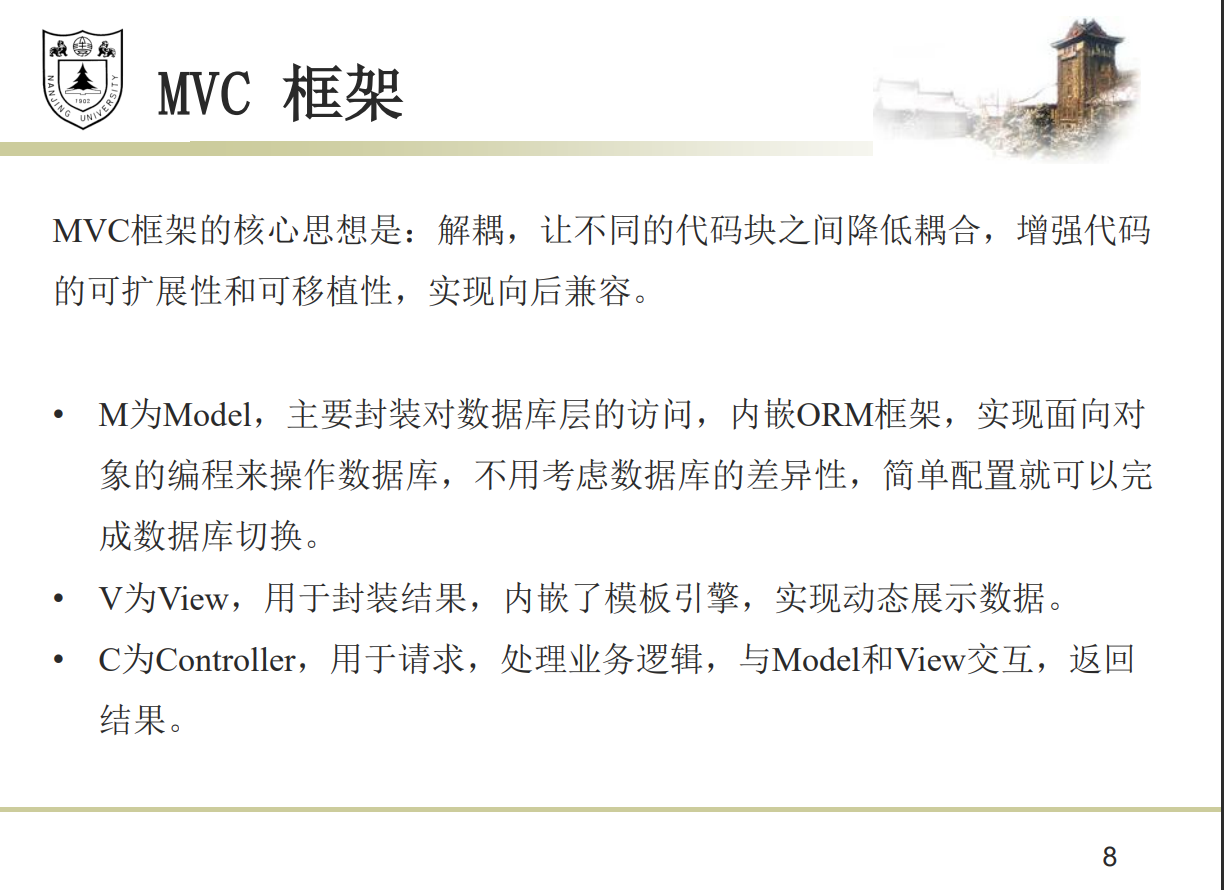 NANJING UNIVERSITY
1902
MVC 框架
MVC框架的核心思想是：解耦，让不同的代码块之间降低耦合，增强代码
的可扩展性和可移植性，实现向后兼容。
• M为Model，主要封装对数据库层的访问，内嵌ORM框架，实现面向对
象的编程来操作数据库，不用考虑数据库的差异性，简单配置就可以完
成数据库切换。
• V为View，用于封装结果，内嵌了模板引擎，实现动态展示数据。
• C为Controller，用于请求，处理业务逻辑，与Model和View交互，返回
结果。
8